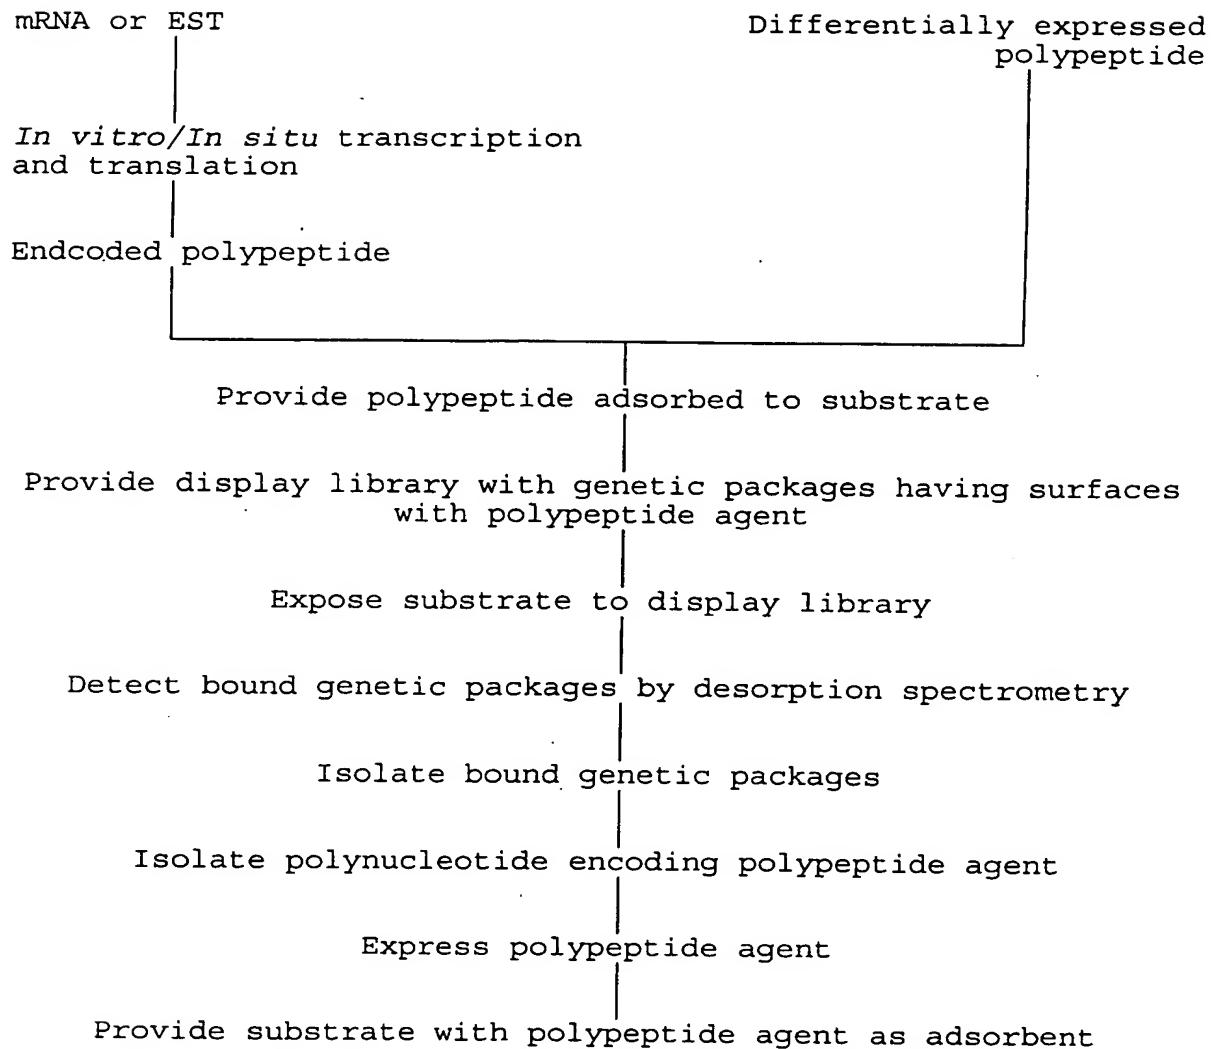 mRNA or EST
Differentially expressed
polypeptide
In vitro/In situ transcription
and translation
Endcoded polypeptide
Provide polypeptide adsorbed to substrate
Provide display library with genetic packages having surfaces
with polypeptide agent
Expose substrate to display library
Detect bound genetic packages by desorption spectrometry
Isolate bound genetic packages
Isolate polynucleotide encoding polypeptide agent
Express polypeptide agent
Provide substrate with polypeptide agent as adsorbent